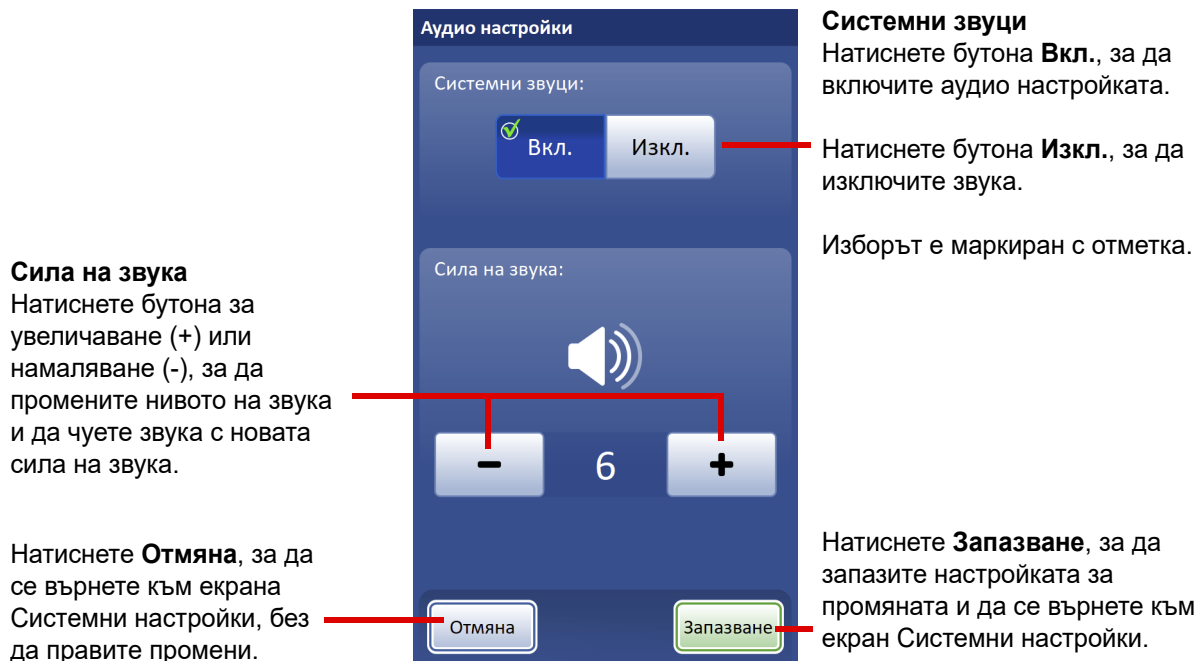 Аудио настройки
Системни звуци:
Вкл.
Изкл.
Сила на звука:
6
Отмяна
Запазване
Системни звуци
Натиснете бутона Вкл., за да
включите аудио настройката.
Натиснете бутона Изкл., за да
изключите звука.
Изборът е маркиран с отметка.
Сила на звука
Натиснете бутона за
увеличаване (+) или
намаляване (-), за да
промените нивото на звука
и да чуете звука с новата
сила на звука.
Натиснете Отмяна, за да
се върнете към екрана
Системни настройки, без
да правите промени.
Натиснете Запазване, за да
запазите настройката за
промяната и да се върнете към
екран Системни настройки.